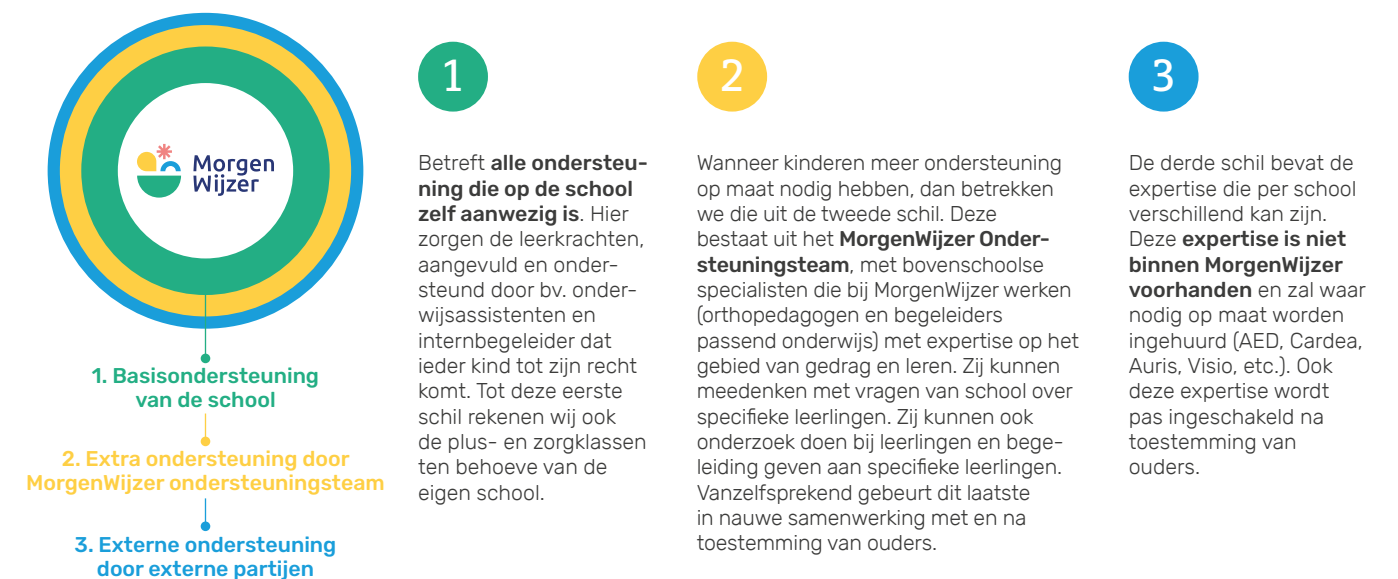 Morgen
Wijzer
1. Basisondersteuning
van de school
2. Extra ondersteuning door
MorgenWijzer ondersteuningsteam
3. Externe ondersteuning
door externe partijen
1
Betreft alle ondersteu-
ning die op de school
zelf aanwezig is. Hier
zorgen de leerkrachten,
aangevuld en onder-
steund door bv. onder-
wijsassistenten en
internbegeleider dat
ieder kind tot zijn recht
komt. Tot deze eerste
schil rekenen wij ook
de plus- en zorgklassen
ten behoeve van de
eigen school.
2
Wanneer kinderen meer ondersteuning
op maat nodig hebben, dan betrekken
we die uit de tweede schil. Deze
bestaat uit het MorgenWijzer Onder-
steuningsteam, met bovenschoolse
specialisten die bij MorgenWijzer werken
(orthopedagogen en begeleiders
passend onderwijs) met expertise op het
gebied van gedrag en leren. Zij kunnen
meedenken met vragen van school over
specifieke leerlingen. Zij kunnen ook
onderzoek doen bij leerlingen en bege-
leiding geven aan specifieke leerlingen.
Vanzelfsprekend gebeurt dit laatste
in nauwe samenwerking met en na
toestemming van ouders.
3
De derde schil bevat de
expertise die per school
verschillend kan zijn.
Deze expertise is niet
binnen MorgenWijzer
voorhanden en zal waar
nodig op maat worden
ingehuurd (AED, Cardea,
Auris, Visio, etc.). Ook
deze expertise wordt
pas ingeschakeld na
toestemming van
ouders.